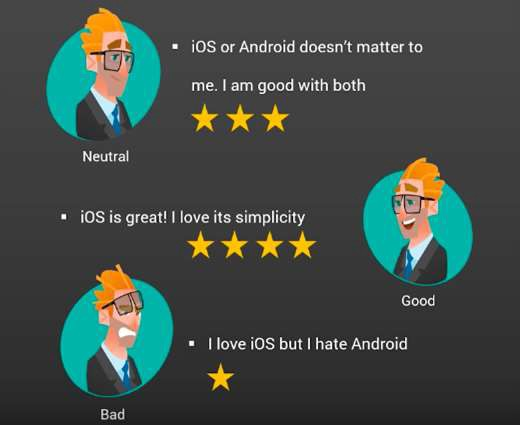 ▪ iOS or Android doesn’t matter to
me. I am good with both
Neutral
▪ iOS is great! I love its simplicity
Good
▪ I love iOS but I hate Android
Bad